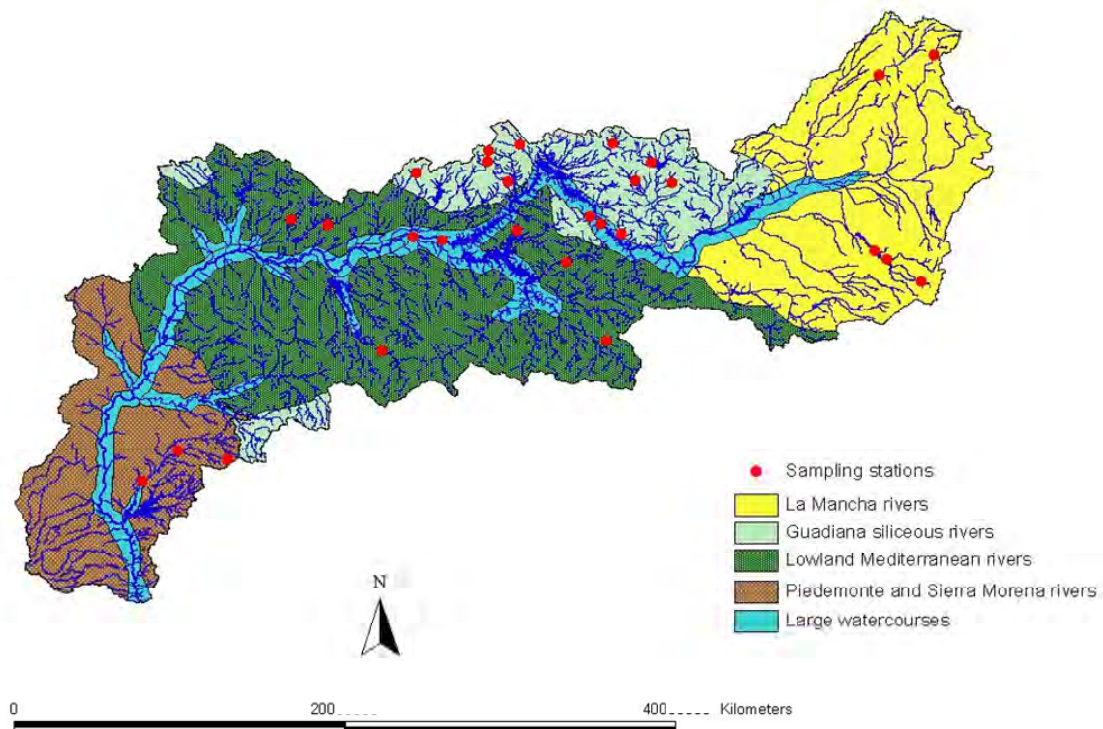 Sampling stations
La Mancha rivers
Guadiana siliceous rivers
Lowland Mediterranean rivers
Piedemonte and Sierra Morena rivers
Large watercourses
N
0 200 400 Kilometers